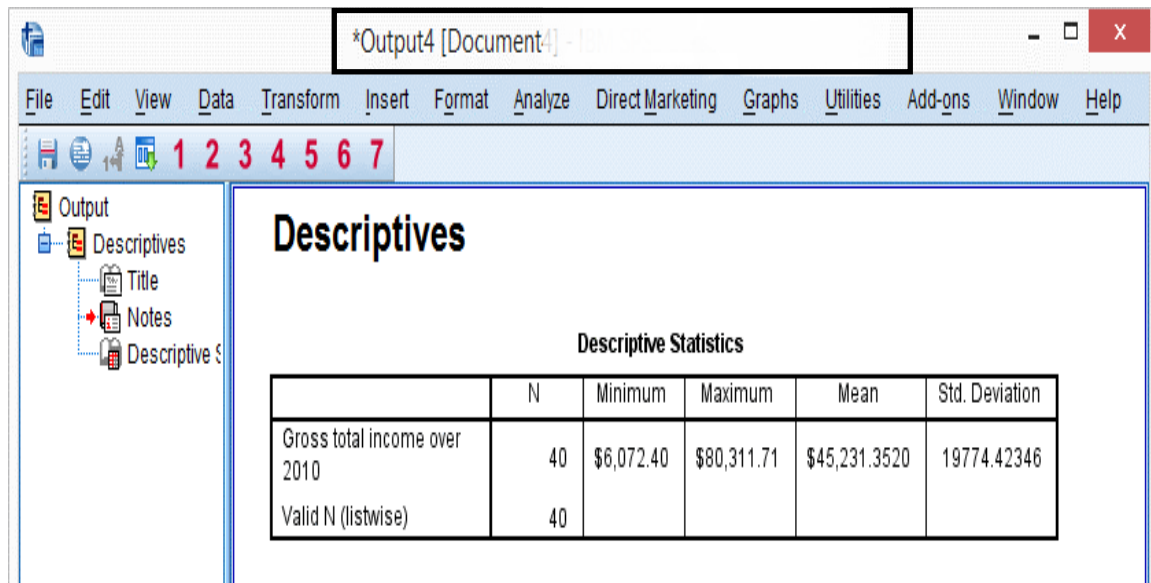 *Output4 [Document4] -
File Edit View Data Transform Insert Format Analyze Direct Marketing Graphs Utilities Add-ons Window Help
1 2 3 4 5 6 7
Output
Descriptives
Title
Notes
Descriptive S
Descriptives
Descriptive Statistics
N Minimum Maximum Mean Std. Deviation
Gross total income over
2010 40 $6,072.40 $80,311.71 $45,231.3520 19774.42346
Valid N (listwise) 40